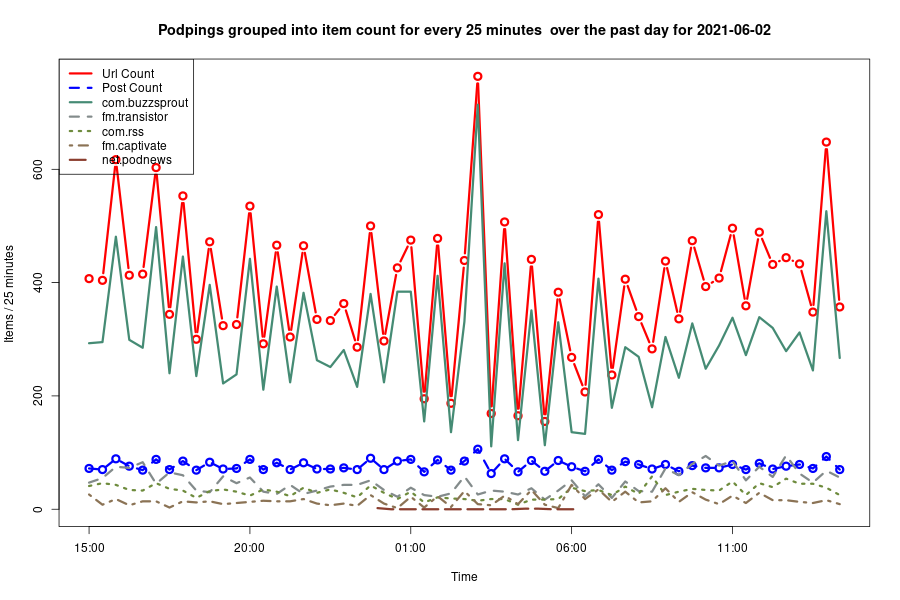 Podpings grouped into item count for every 25 minutes  over the past day for 2021-06-02
Url Count
Post Count
com.buzzsprout
fm.transistor
com.rss
fm.captivate
net.podnews
Items / 25 minutes
600
400
200
0
15:00
20:00
01:00
06:00
11:00
Time